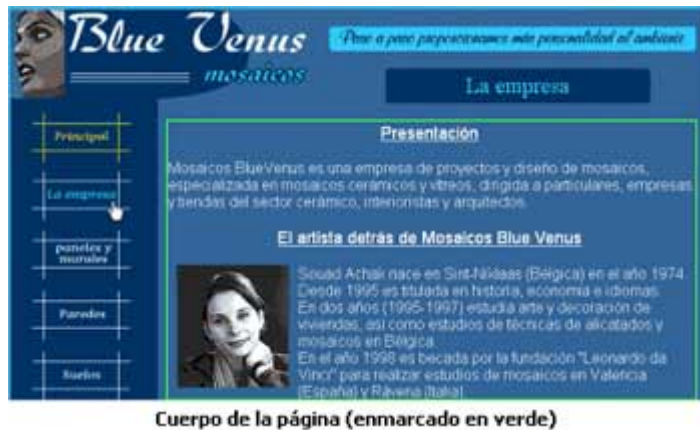 Blue Venus
mosaicos
Paso a paso proporcionamos más personalidad al ambiente
La empresa
Principal
La empresa
paneles y
murales
Paredes
Suelos
Presentación
Mosaicos BlueVenus es una empresa de proyectos y diseño de mosaicos,
especializada en mosaicos cerámicos y vítreos, dirigida a particulares, empresas
y tiendas del sector cerámico, interioristas y arquitectos.
El artista detrás de Mosaicos Blue Venus
Souad Achak nace en Sint-Niklaas (Bélgica) en el año 1974.
Desde 1995 es titulada en historia, economía e idiomas.
En dos años (1995-1997) estudia arte y decoración de
viviendas, así como estudios de técnicas de alicatados y
mosaicos en Bélgica.
En el año 1998 es becada por la fundación "Leonardo da
Vinci" para realizar estudios de mosaicos en Valencia
(España) y Ravena (Italia).
Cuerpo de la página (enmarcado en verde)